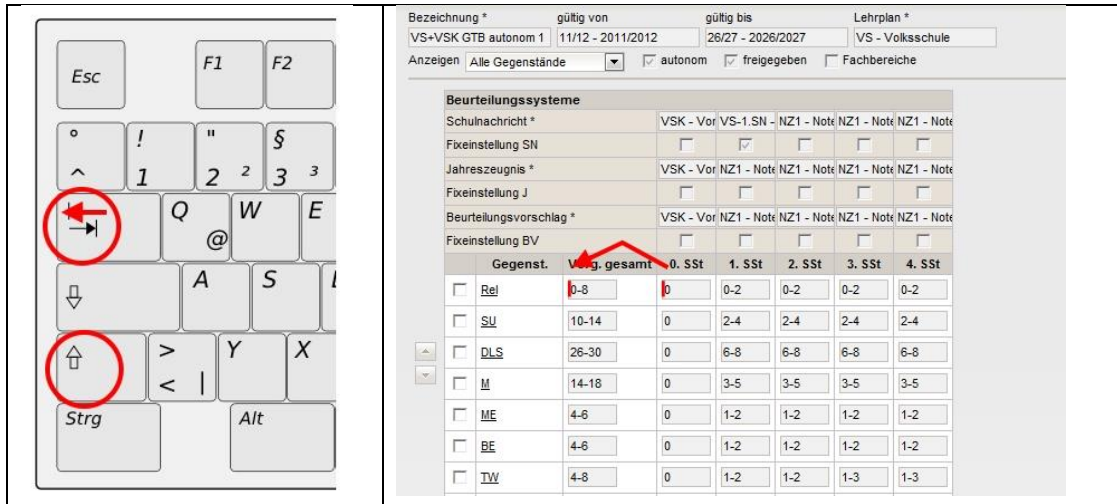 Esc F1 F2
° ! " §
^ 1 2 ² 3 ³
Q @ W E
A S
> < | Y X
Strg Alt
Bezeichnung * gültig von gültig bis Lehrplan *
VS+VSK GTB autonom 1 11/12 - 2011/2012 26/27 - 2026/2027 VS - Volksschule
Anzeigen Alle Gegenstände autonom freigegeben Fachbereiche
Beurteilungssysteme
Schulnachricht * VSK - Vor VS-1.SN - NZ1 - Note NZ1 - Note NZ1 - Note
Fixeinstellung SN
Jahreszeugnis * VSK - Vor NZ1 - Note NZ1 - Note NZ1 - Note NZ1 - Note
Fixeinstellung J
Beurteilungsvorschlag * VSK - Vor NZ1 - Note NZ1 - Note NZ1 - Note NZ1 - Note
Fixeinstellung BV
Gegenst. gesamt 0. SSt 1. SSt 2. SSt 3. SSt 4. SSt
Rel 0-8 0 0-2 0-2 0-2 0-2
SU 10-14 0 2-4 2-4 2-4 2-4
DLS 26-30 0 6-8 6-8 6-8 6-8
M 14-18 0 3-5 3-5 3-5 3-5
ME 4-6 0 1-2 1-2 1-2 1-2
BE 4-6 0 1-2 1-2 1-2 1-2
TW 4-8 0 1-2 1-2 1-3 1-3